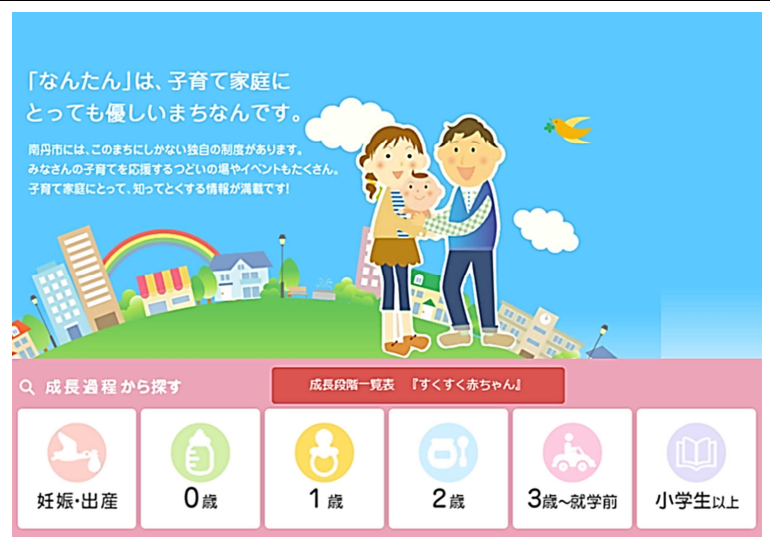 「なんたん」は、子育て家庭に
とっても優しいまちなんです。
南丹市には、このまちにしかない独自の制度があります。
みなさんの子育てを応援するつどいの場やイベントもたくさん。
子育て家庭にとって、知ってとくする情報が満載です!
成長過程から探す
成長段階一覧表 『すくすく赤ちゃん』
妊娠・出産
0歳
1歳
2歳
3歳〜就学前
小学生以上